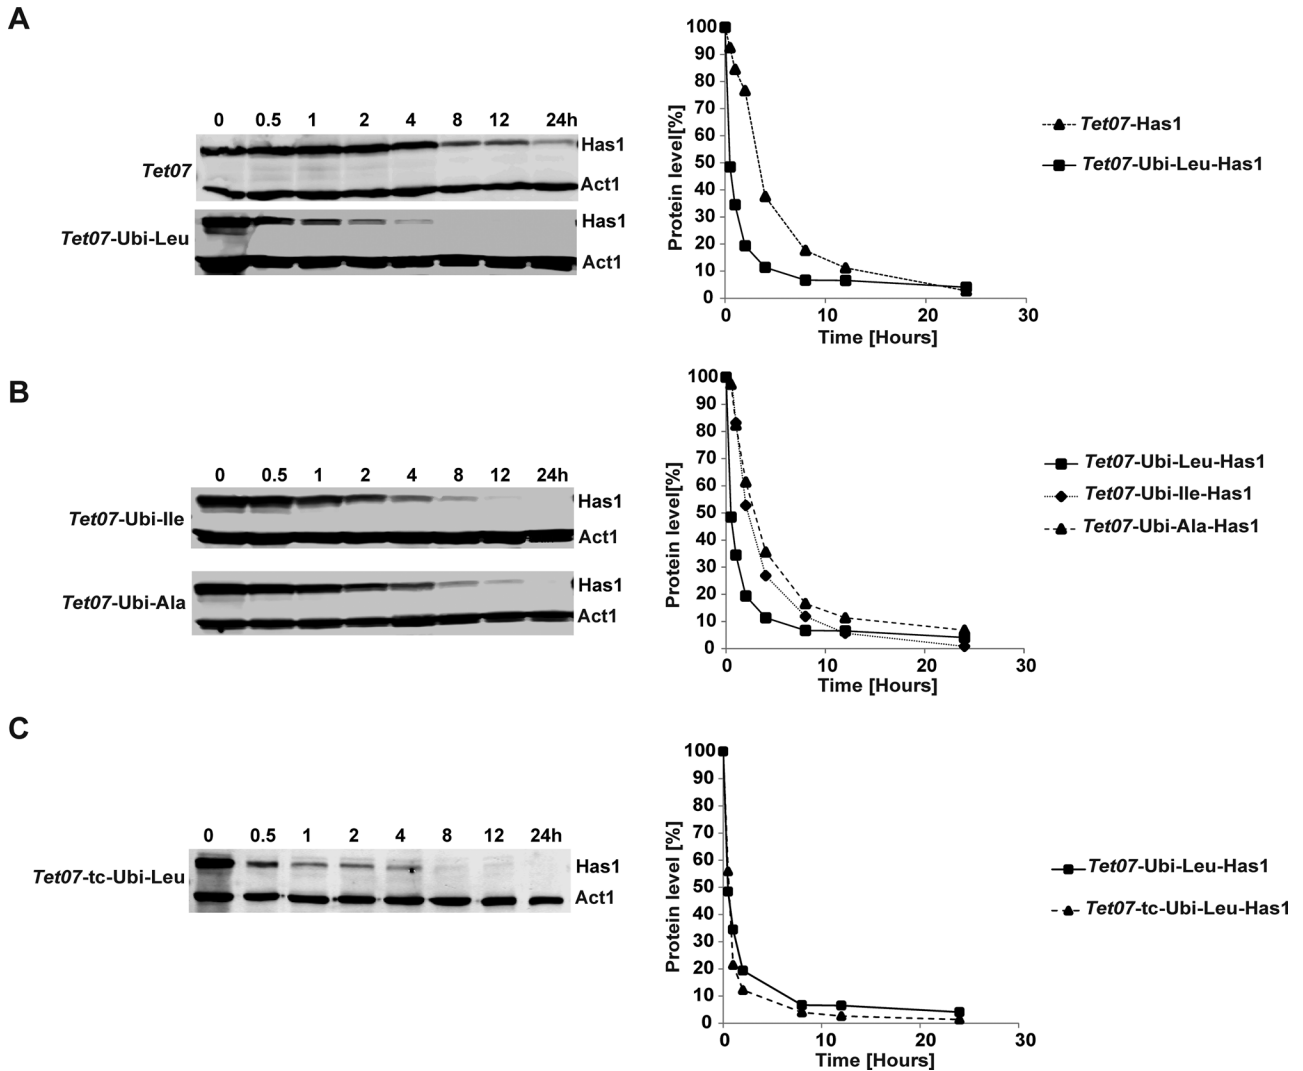 A
0 0.5 1 2 4 8 12 24h
Tet07
Has1
Act1
Tet07-Ubi-Leu
Has1
Act1
100
90
80
70
60
50
40
30
20
10
0
Protein level[%]
0 10 20 30
Time [Hours]
Tet07-Has1
Tet07-Ubi-Leu-Has1
B
0 0.5 1 2 4 8 12 24h
Tet07-Ubi-Ile
Has1
Act1
Tet07-Ubi-Ala
Has1
Act1
100
90
80
70
60
50
40
30
20
10
0
Protein level[%]
0 10 20 30
Time [Hours]
Tet07-Ubi-Leu-Has1
Tet07-Ubi-Ile-Has1
Tet07-Ubi-Ala-Has1
C
0 0.5 1 2 4 8 12 24h
Tet07-tc-Ubi-Leu
Has1
Act1
100
90
80
70
60
50
40
30
20
10
0
Protein level [%]
0 10 20 30
Time [Hours]
Tet07-Ubi-Leu-Has1
Tet07-tc-Ubi-Leu-Has1